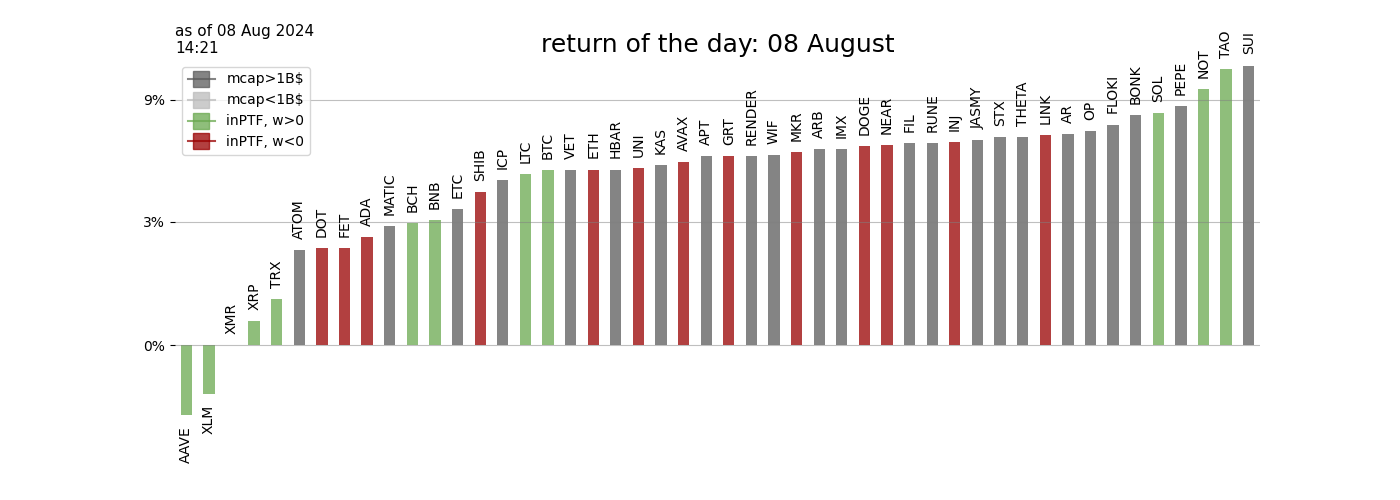 as of 08 Aug 2024
14:21
return of the day: 08 August
mcap>1B$
mcap<1B$
inPTF, w>0
inPTF, w<0
9%
3%
0%
AAVE
XLM
XMR
XRP
TRX
ATOM
DOT
FET
ADA
MATIC
BCH
BNB
ETC
SHIB
ICP
LTC
BTC
VET
ETH
HBAR
UNI
KAS
AVAX
APT
GRT
RENDER
WIF
MKR
ARB
IMX
DOGE
NEAR
FIL
RUNE
INJ
JASMY
STX
THETA
LINK
AR
OP
FLOKI
BONK
SOL
PEPE
NOT
TAO
SUI